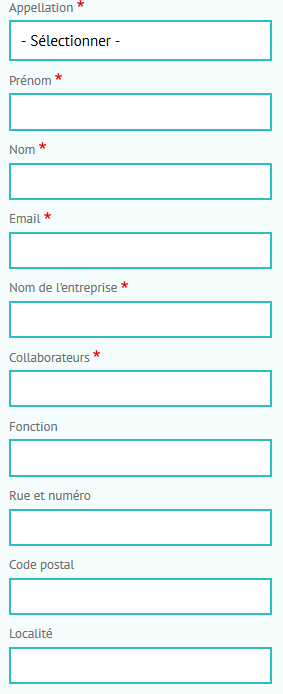 Appellation *
- Sélectionner -
Prénom *
Nom *
Email *
Nom de l'entreprise *
Collaborateurs *
Fonction
Rue et numéro
Code postal
Localité